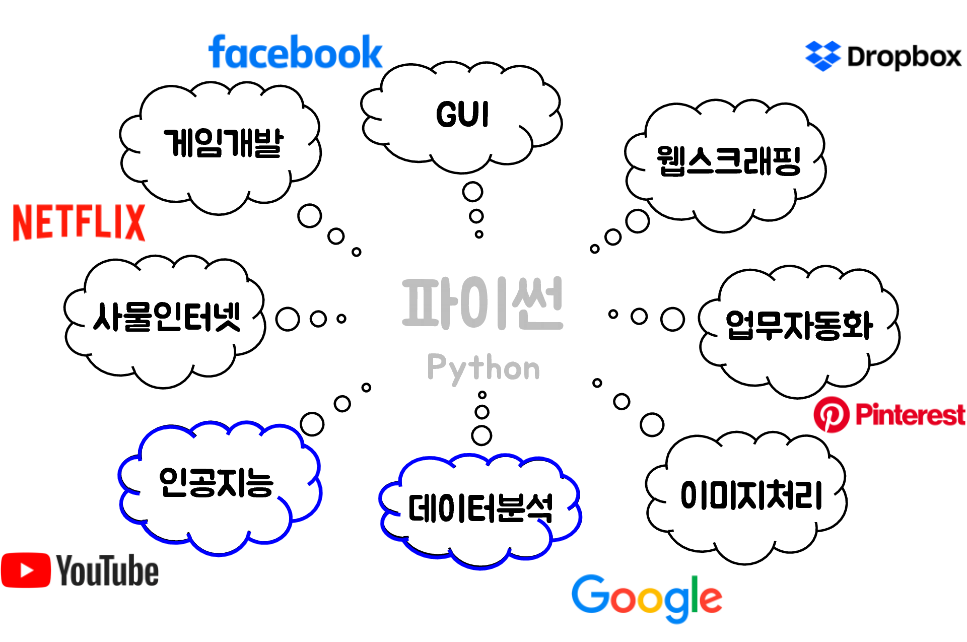 facebook
Dropbox
GUI
게임개발
웹스크래핑
NETFLIX
파이썬
Python
사물인터넷
업무자동화
Pinterest
인공지능
데이터분석
이미지처리
YouTube
Google